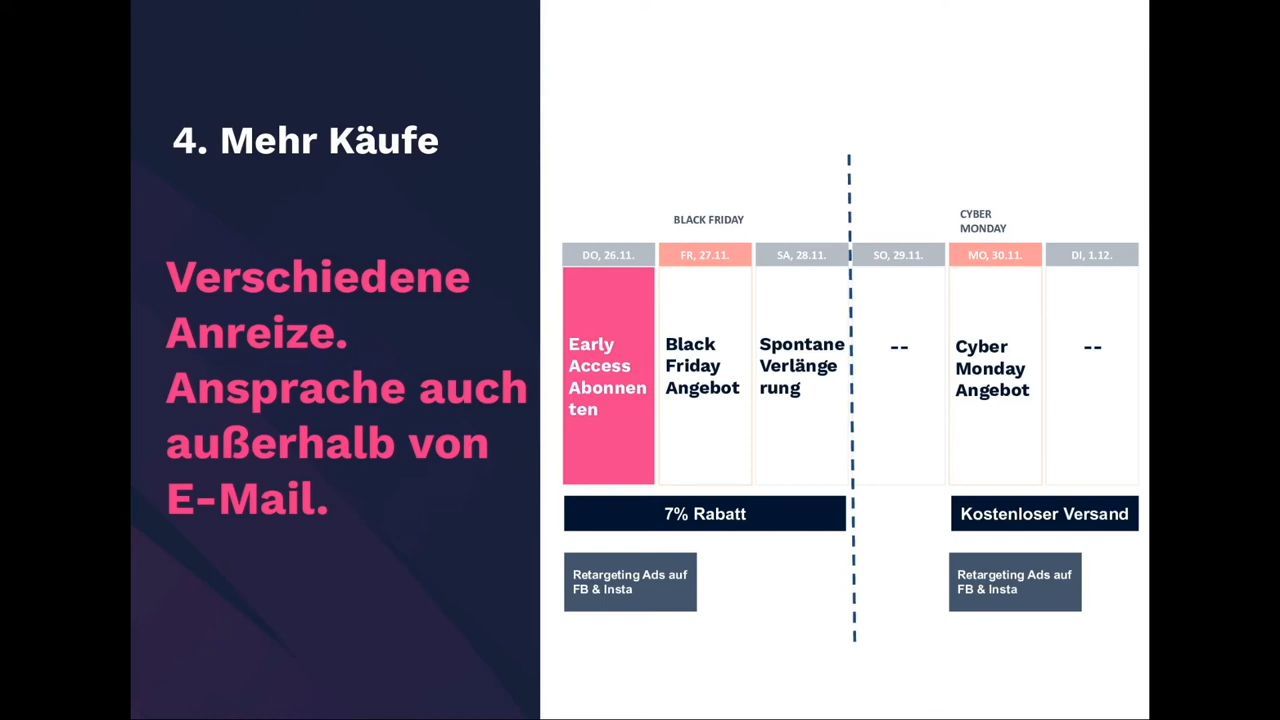 4. Mehr Käufe
Verschiedene
Anreize.
Ansprache auch
außerhalb von
E-Mail.
BLACK FRIDAY
CYBER
MONDAY
DO, 26.11.
FR, 27.11.
SA, 28.11.
SO, 29.11.
MO, 30.11.
DI, 1.12.
Early
Access
Abonnen
ten
Black
Friday
Angebot
Spontane
Verlänge
rung
--
Cyber
Monday
Angebot
--
7% Rabatt
Kostenloser Versand
Retargeting Ads auf
FB & Insta
Retargeting Ads auf
FB & Insta